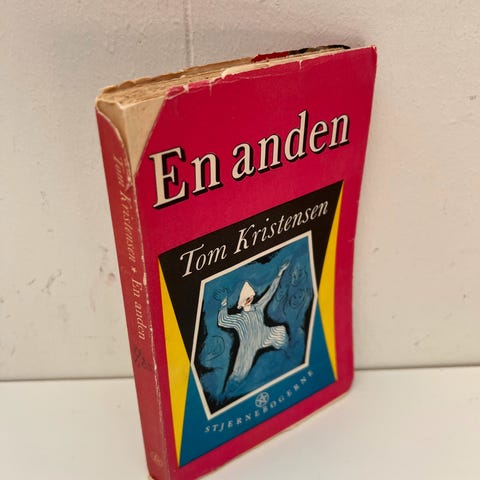 En anden
Tom Kristensen
STJERNEBØGERNE
Tom Kristensen * En anden